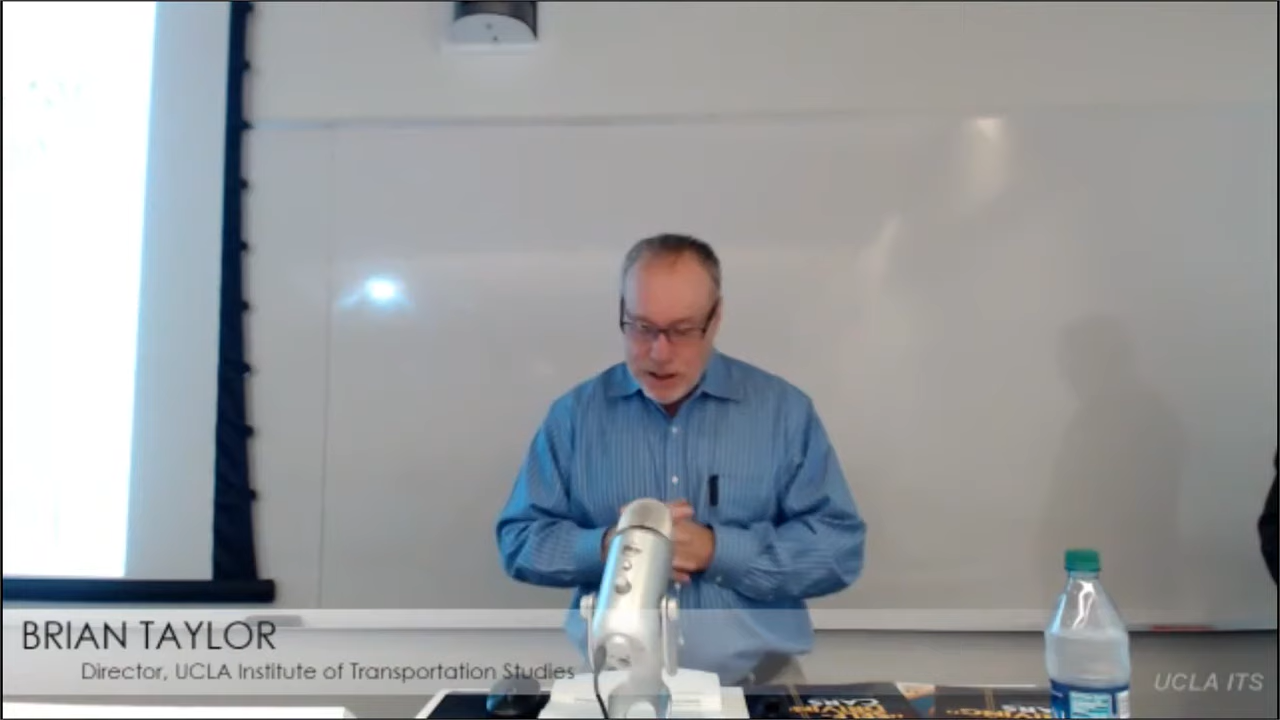 BRIAN TAYLOR
Director, UCLA Institute of Transportation Studies
UCLA ITS